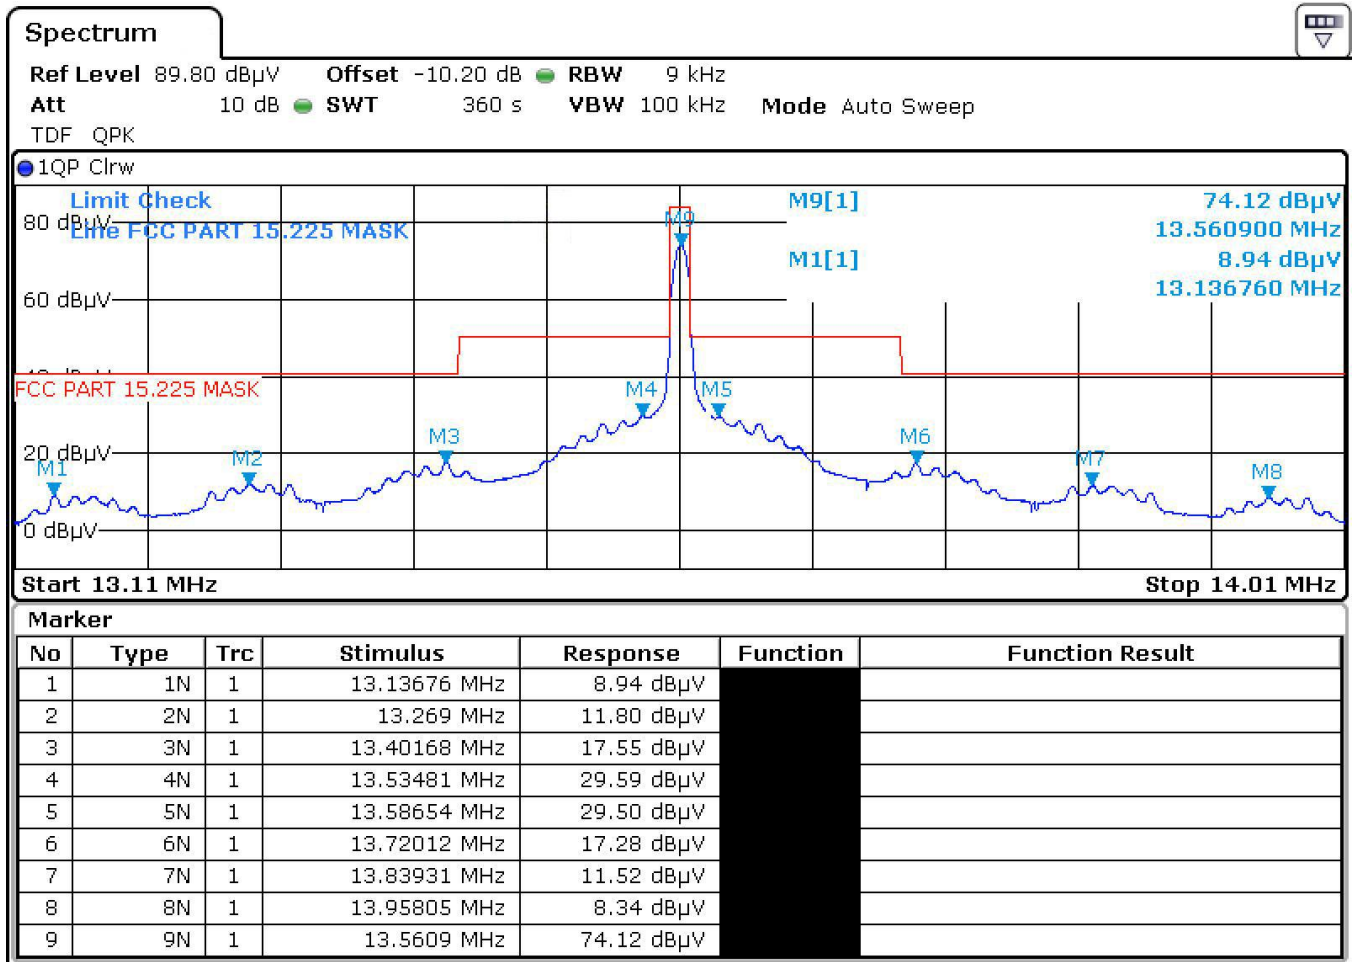 Spectrum
Ref Level 89.80 dBµV Offset -10.20 dB RBW 9 kHz
Att 10 dB SWT 360 s VBW 100 kHz Mode Auto Sweep
TDF QPK
1QP Clrw
Limit Check
Line FCC PART 15.225 MASK
M9[1] 74.12 dBµV
13.560900 MHz
M1[1] 8.94 dBµV
13.136760 MHz
80 dBµV
M9
60 dBµV
40 dBµV
FCC PART 15.225 MASK
M4 M5
M3 M6
20 dBµV
M1 M2 M7 M8
0 dBµV
Start 13.11 MHz Stop 14.01 MHz
Marker
No Type Trc Stimulus Response Function Function Result
1 1N 1 13.13676 MHz 8.94 dBµV
2 2N 1 13.269 MHz 11.80 dBµV
3 3N 1 13.40168 MHz 17.55 dBµV
4 4N 1 13.53481 MHz 29.59 dBµV
5 5N 1 13.58654 MHz 29.50 dBµV
6 6N 1 13.72012 MHz 17.28 dBµV
7 7N 1 13.83931 MHz 11.52 dBµV
8 8N 1 13.95805 MHz 8.34 dBµV
9 9N 1 13.5609 MHz 74.12 dBµV